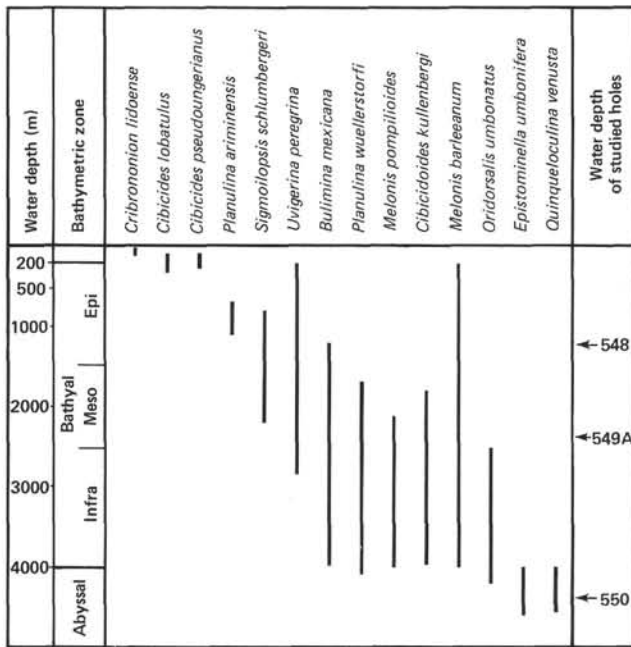 Water depth (m)
Bathymetric zone
Cribrononion lidoense
Cibicides lobatulus
Cibicides pseudoungerianus
Planulina ariminensis
Sigmoilopsis schlumbergeri
Uvigerina peregrina
Bulimina mexicana
Planulina wuellerstorfi
Melonis pompilioides
Cibicidoides kullenbergi
Melonis barleeanum
Oridorsalis umbonatus
Epistominella umbonifera
Quinqueloculina venusta
Water depth
of studied holes
200
500
1000
2000
3000
4000
Bathyal
Epi
Meso
Infra
Abyssal
548
549A
550